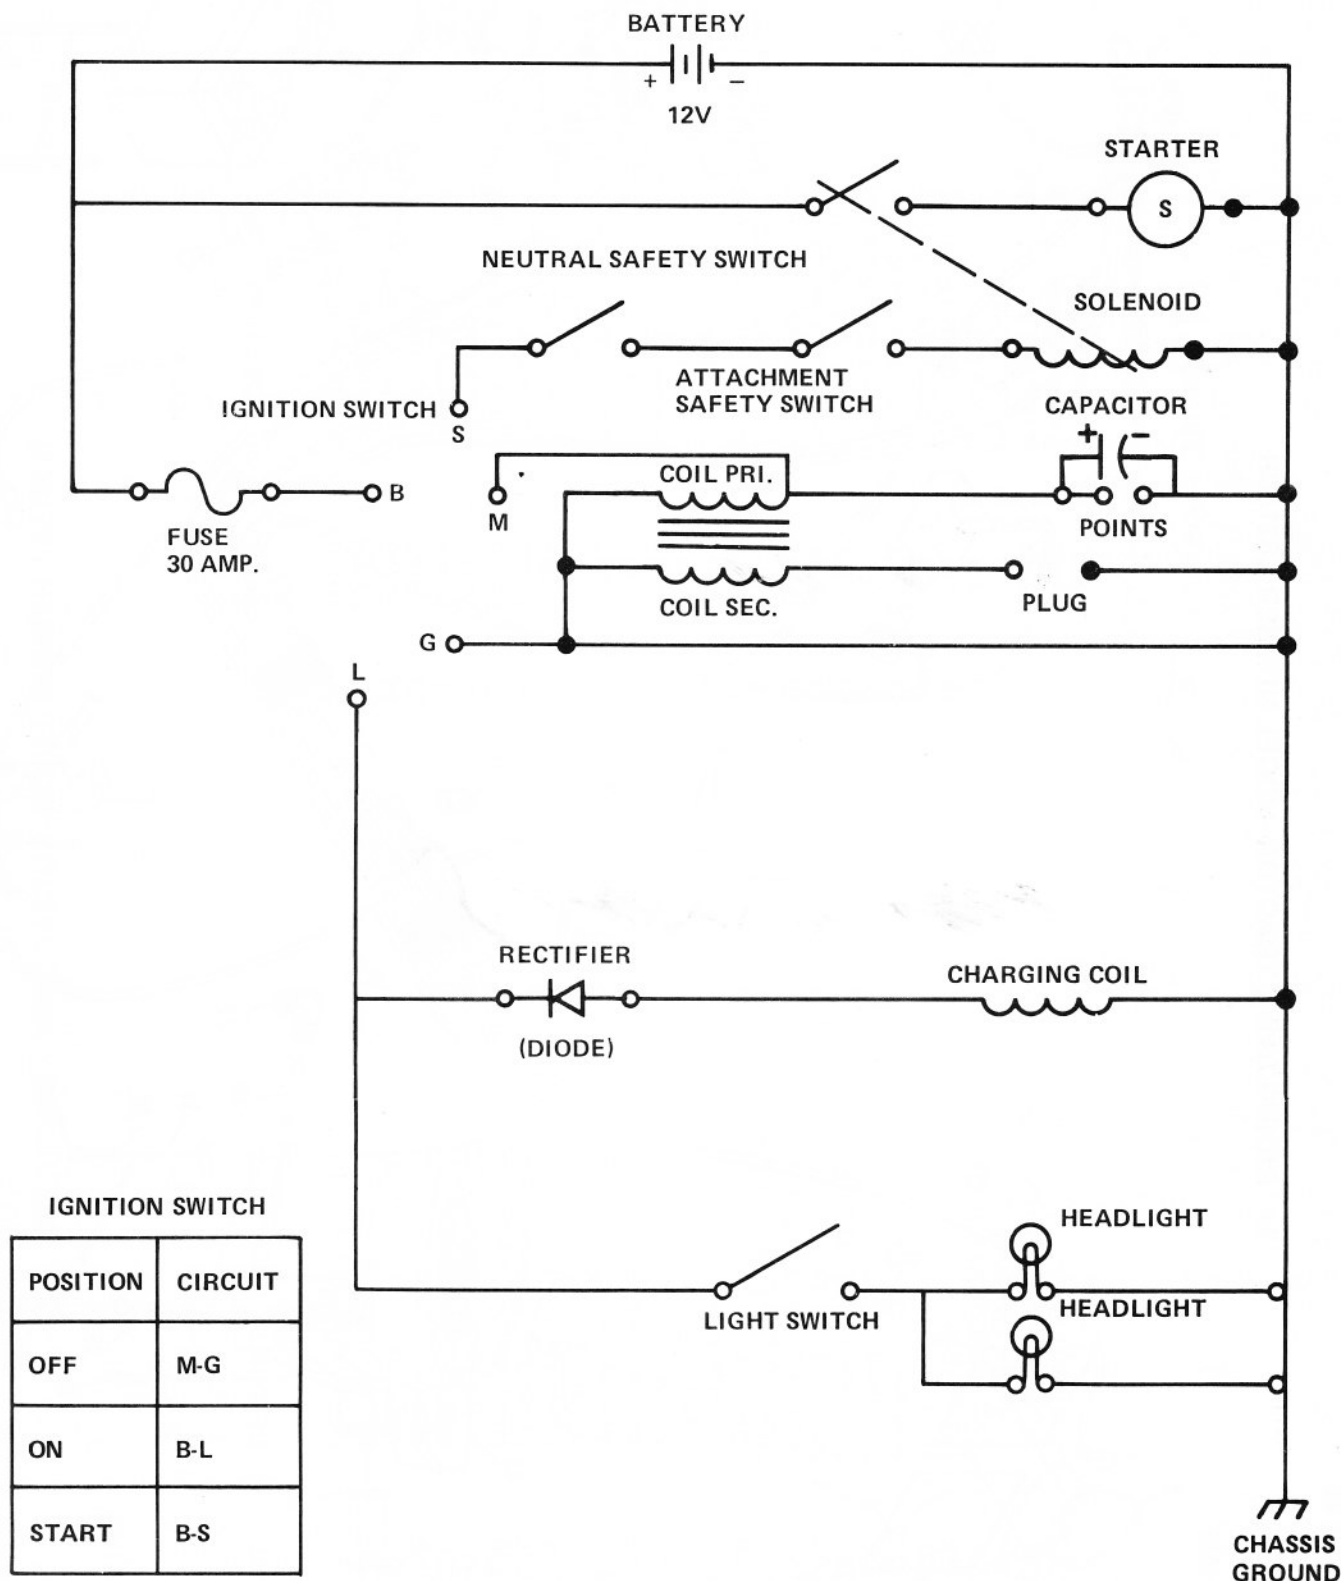 BATTERY
+ −
12V
STARTER
S
NEUTRAL SAFETY SWITCH
SOLENOID
ATTACHMENT
SAFETY SWITCH
IGNITION SWITCH
S
CAPACITOR
+ −
COIL PRI.
B
M
POINTS
FUSE
30 AMP.
COIL SEC.
PLUG
G
L
RECTIFIER
CHARGING COIL
(DIODE)
IGNITION SWITCH
POSITION CIRCUIT
OFF M-G
ON B-L
START B-S
HEADLIGHT
HEADLIGHT
LIGHT SWITCH
CHASSIS
GROUND